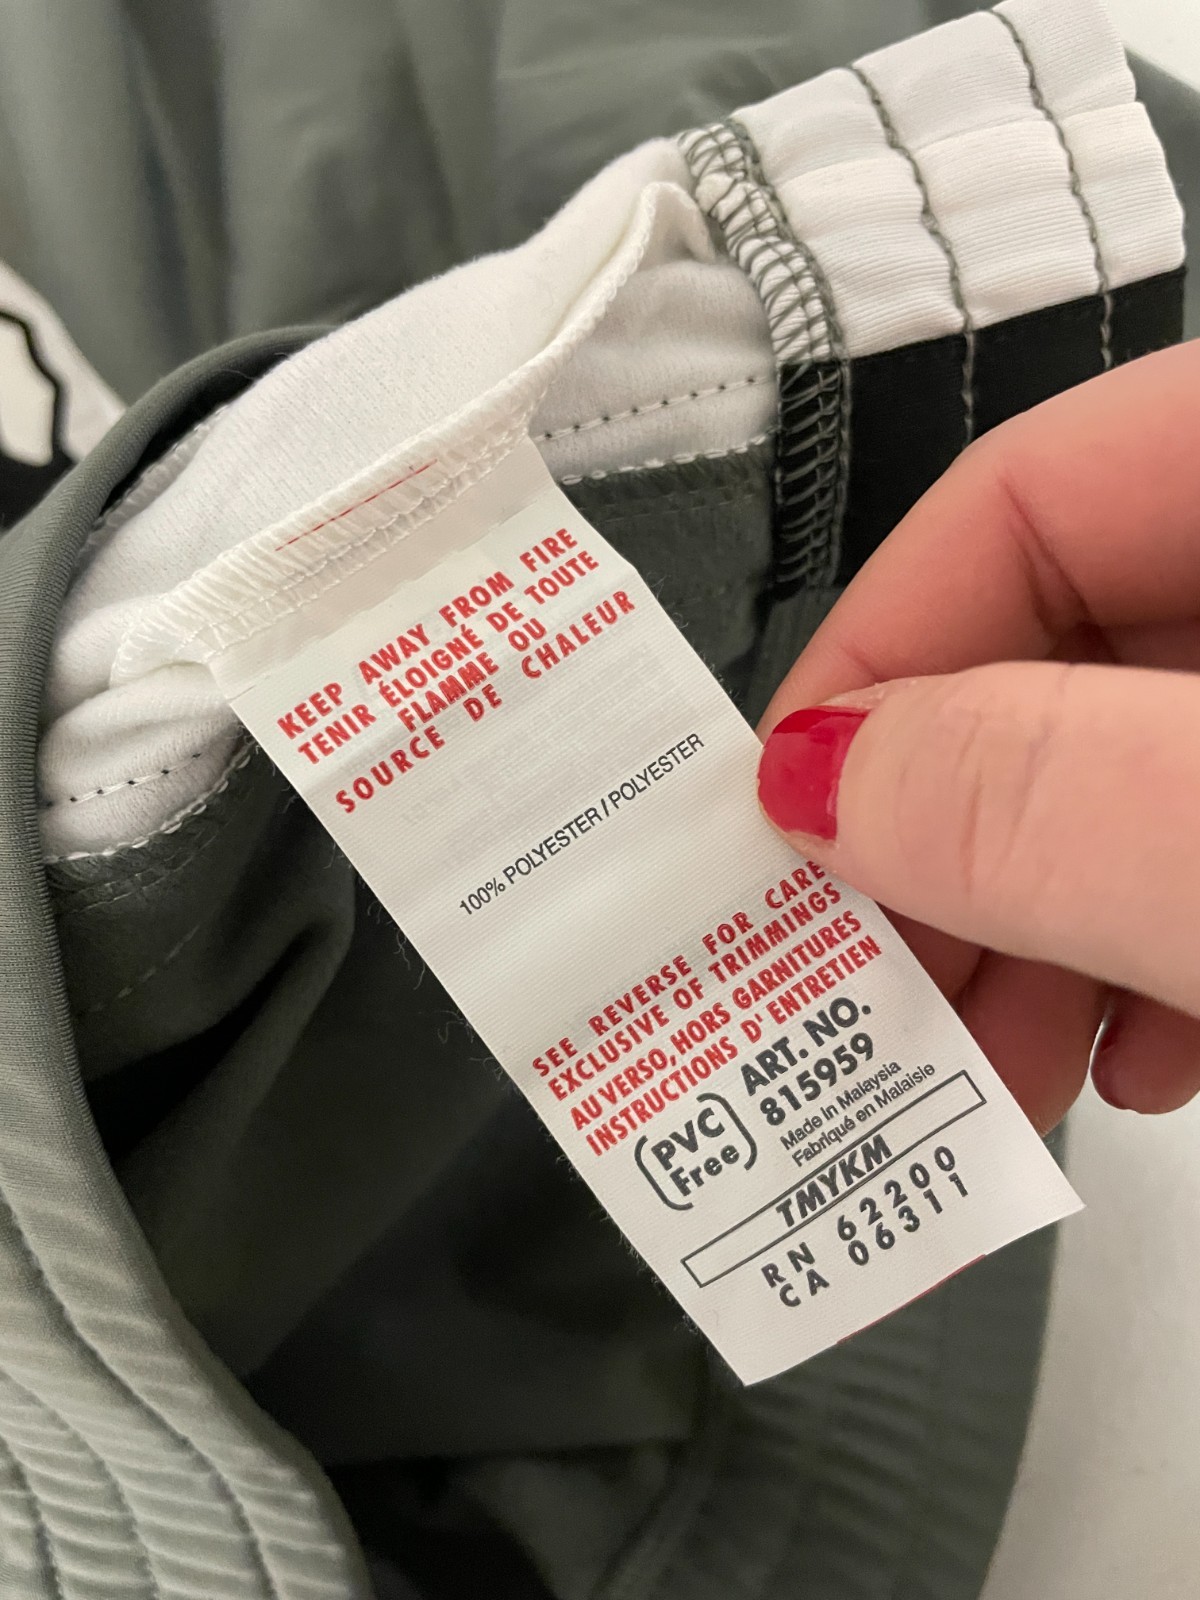 KEEP AWAY FROM FIRE
TENIR ÉLOIGNÉ DE TOUTE
FLAMME OU
SOURCE DE CHALEUR
100% POLYESTER / POLYESTER
SEE REVERSE FOR CARE
EXCLUSIVE OF TRIMMINGS
AU VERSO, HORS GARNITURES
INSTRUCTIONS D'ENTRETIEN
PVC
Free
ART. NO.
815959
Made in Malaysia
Fabriqué en Malaisie
TMYKM
RN 62200
CA 06311